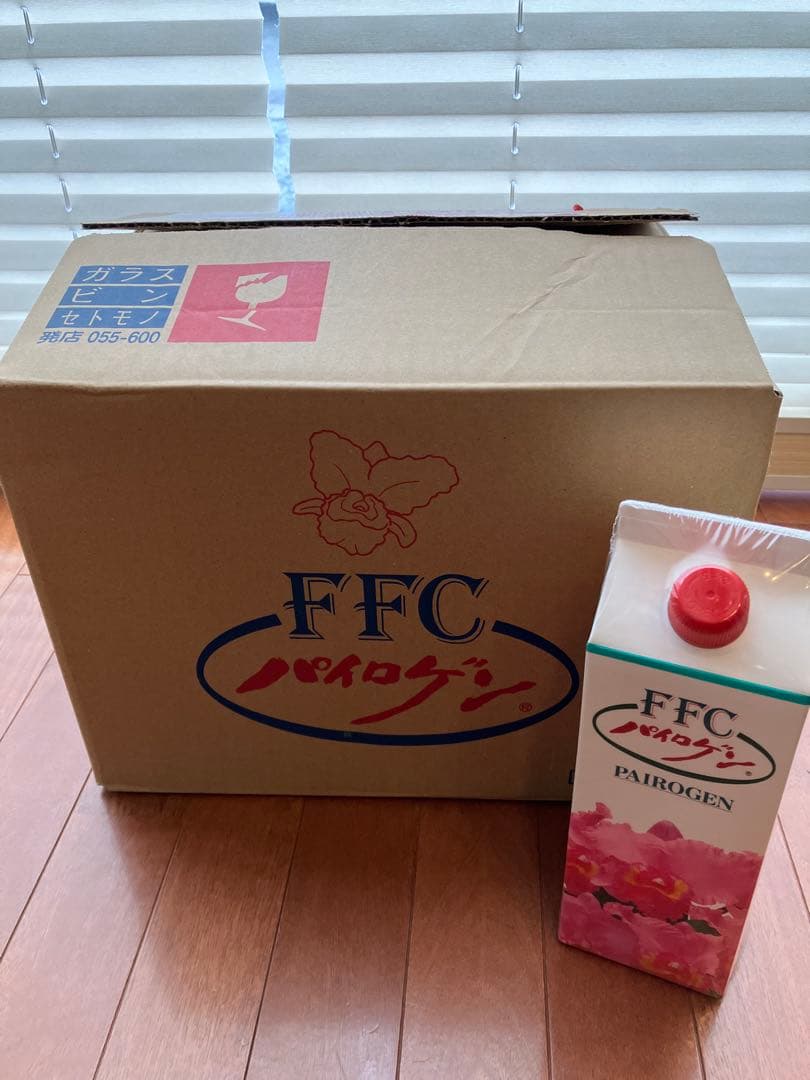 ガラス
ビン
セトモノ
発店 055-600
FFC
パイロゲン®
FFC
パイロゲン®
PAIROGEN